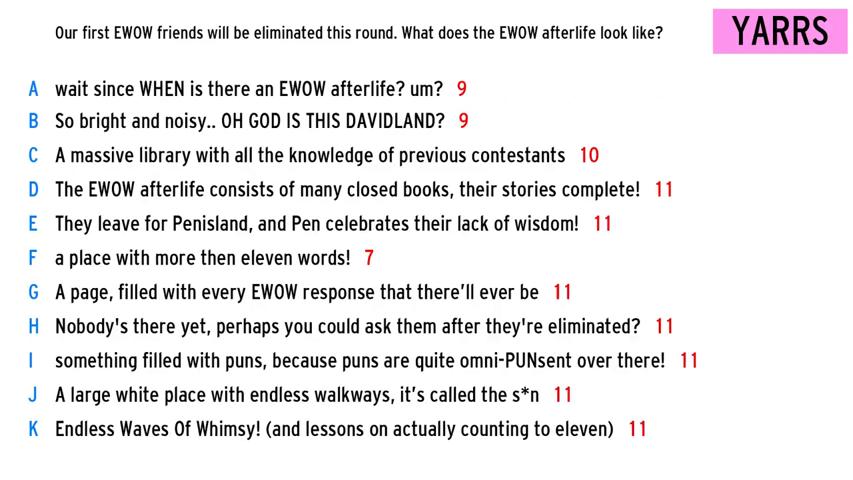 Our first EWOW friends will be eliminated this round. What does the EWOW afterlife look like?
YARRS
A wait since WHEN is there an EWOW afterlife? um? 9
B So bright and noisy.. OH GOD IS THIS DAVIDLAND? 9
C A massive library with all the knowledge of previous contestants 10
D The EWOW afterlife consists of many closed books, their stories complete! 11
E They leave for Penisland, and Pen celebrates their lack of wisdom! 11
F a place with more then eleven words! 7
G A page, filled with every EWOW response that there'll ever be 11
H Nobody's there yet, perhaps you could ask them after they're eliminated? 11
I something filled with puns, because puns are quite omni-PUNsent over there! 11
J A large white place with endless walkways, it's called the s*n 11
K Endless Waves Of Whimsy! (and lessons on actually counting to eleven) 11